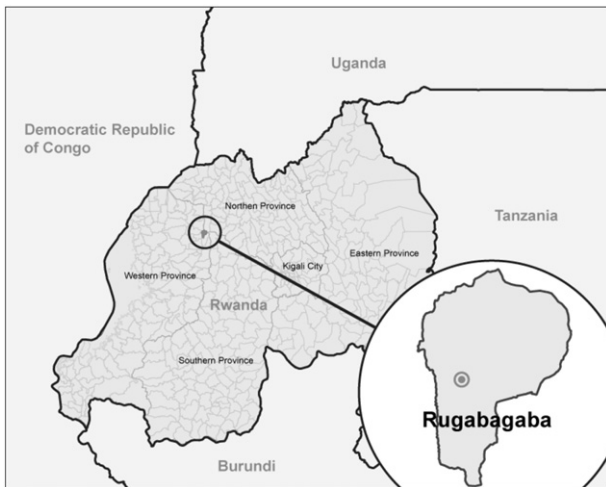 Uganda
Democratic Republic
of Congo
Northen Province
Tanzania
Eastern Province
Kigali City
Western Province
Rwanda
Southern Province
Rugabagaba
Burundi